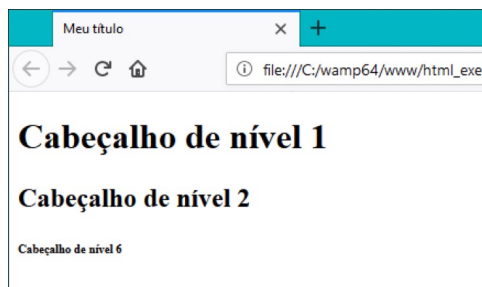 Meu título
file:///C:/wamp64/www/html_exe
Cabeçalho de nível 1
Cabeçalho de nível 2
Cabeçalho de nível 6